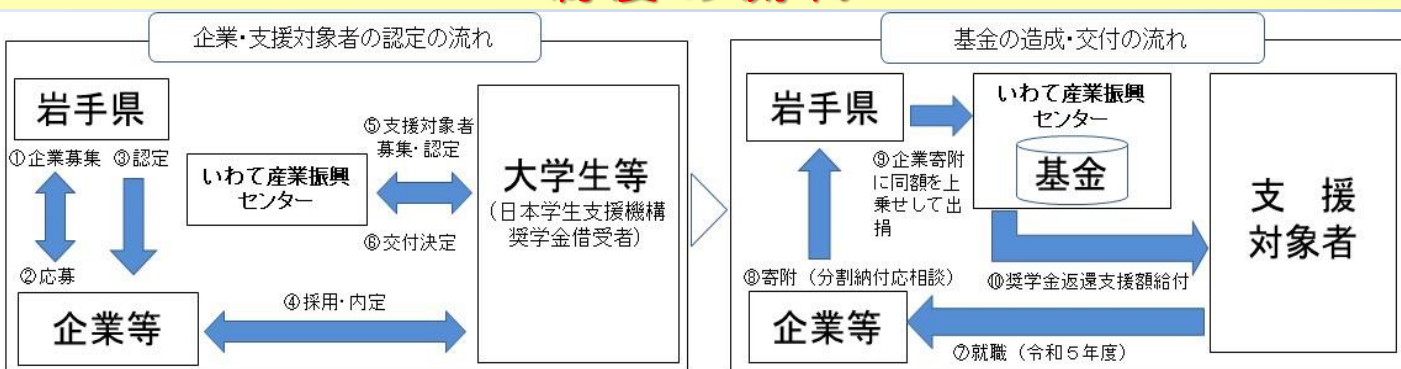 企業・支援対象者の認定の流れ
岩手県
①企業募集 ③認定
②応募
企業等
いわて産業振興
センター
⑤支援対象者
募集・認定
⑥交付決定
④採用・内定
大学生等
（日本学生支援機構
奨学金借受者）
基金の造成・交付の流れ
岩手県
いわて産業振興
センター
基金
⑨企業寄附
に同額を上
乗せして出
捐
⑧寄附（分割納付応相談）
企業等
⑩奨学金返還支援額給付
⑦就職（令和５年度）
支 援
対象者